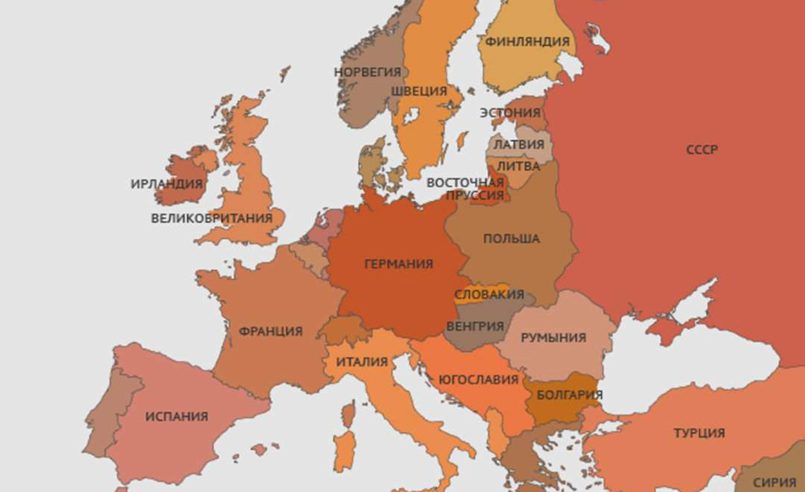 ФИНЛЯНДИЯ
НОРВЕГИЯ
ШВЕЦИЯ
ЭСТОНИЯ
ЛАТВИЯ
СССР
ЛИТВА
ИРЛАНДИЯ
ВОСТОЧНАЯ
ПРУССИЯ
ВЕЛИКОБРИТАНИЯ
ПОЛЬША
ГЕРМАНИЯ
СЛОВАКИЯ
ВЕНГРИЯ
ФРАНЦИЯ
РУМЫНИЯ
ИТАЛИЯ
ЮГОСЛАВИЯ
БОЛГАРИЯ
ИСПАНИЯ
ТУРЦИЯ
СИРИЯ